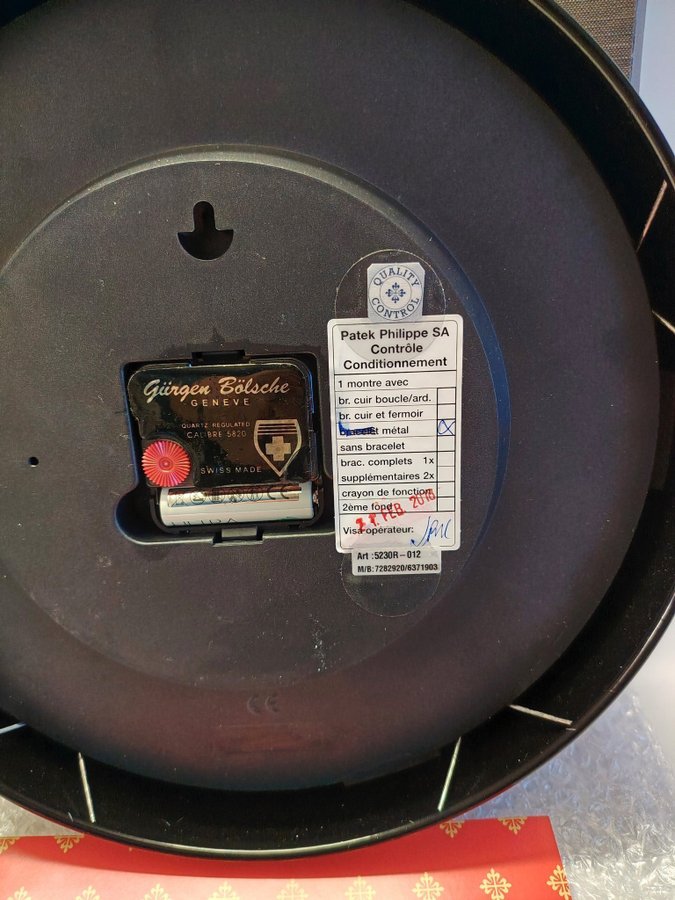 QUALITY
CONTROL
Patek Philippe SA
Contrôle
Conditionnement
1 montre avec
br. cuir boucle/ard.
br. cuir et fermoir
bracelet métal
sans bracelet
brac. complets 1x
supplémentaires 2x
crayon de fonction
2ème fond
FEB. 2018
Visa opérateur:
Art :5230R-012
M/B:7282920/6371903
Gürgen Bölsche
GENEVE
QUARTZ REGULATED
CALIBRE 5820
SWISS MADE
CE